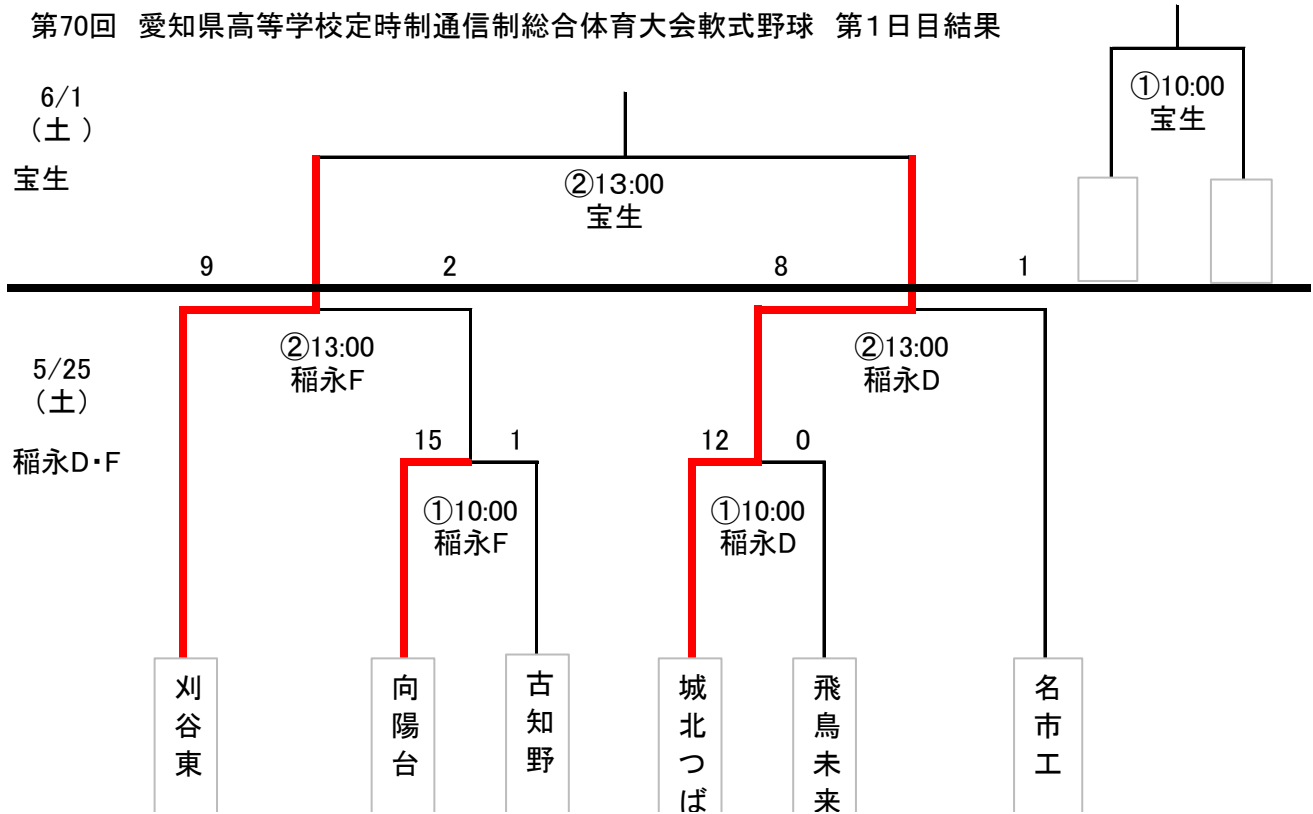 第70回 愛知県高等学校定時制通信制総合体育大会軟式野球 第1日目結果
6/1
（土 ）
宝生
①10:00
宝生
②13:00
宝生
9
2
8
1
5/25
（土）
稲永D・F
②13:00
稲永F
②13:00
稲永D
15
1
12
0
①10:00
稲永F
①10:00
稲永D
刈谷東
向陽台
古知野
城北つば
飛鳥未来
名市工